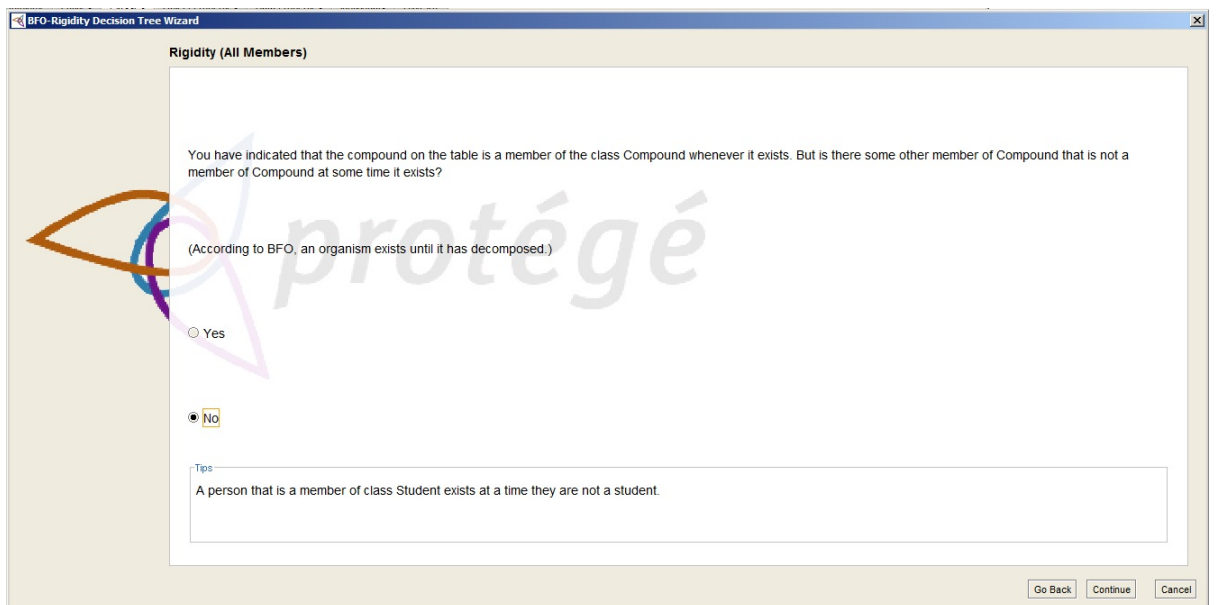 BFO-Rigidity Decision Tree Wizard
Rigidity (All Members)
You have indicated that the compound on the table is a member of the class Compound whenever it exists. But is there some other member of Compound that is not a
member of Compound at some time it exists?
protégé
(According to BFO, an organism exists until it has decomposed.)
Yes
No
Tips
A person that is a member of class Student exists at a time they are not a student.
Go Back Continue Cancel